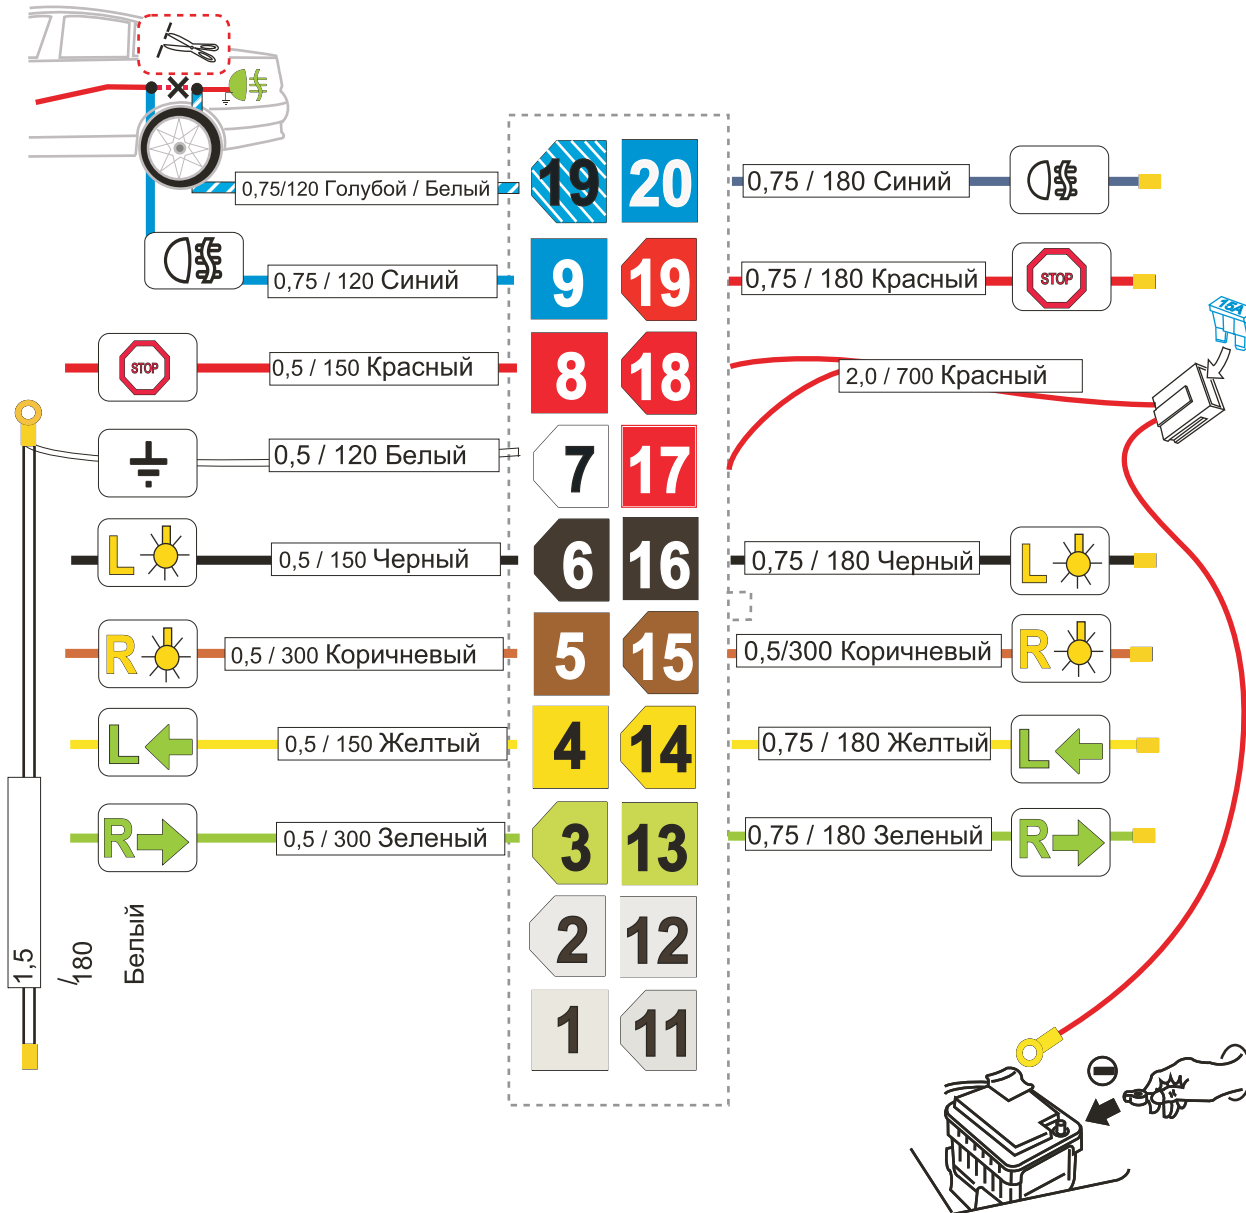 0,75/120 Голубой / Белый
19
20
0,75 / 180 Синий
0,75 / 120 Синий
9
19
0,75 / 180 Красный
STOP
15A
STOP
0,5 / 150 Красный
8
18
2,0 / 700 Красный
0,5 / 120 Белый
7
17
L
0,5 / 150 Черный
6
16
0,75 / 180 Черный
L
R
0,5 / 300 Коричневый
5
15
0,5/300 Коричневый
R
L
0,5 / 150 Желтый
4
14
0,75 / 180 Желтый
L
R
0,5 / 300 Зеленый
3
13
0,75 / 180 Зеленый
R
1,5 / 180 Белый
2
12
1
11